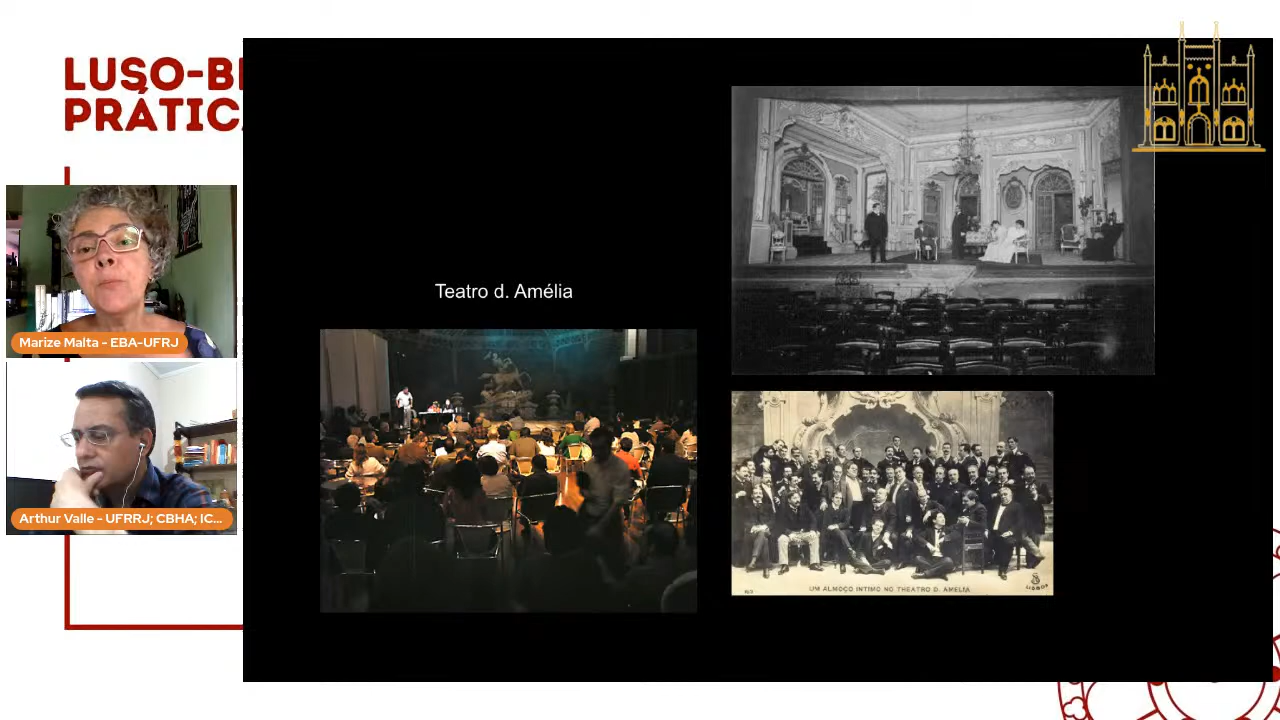 LUSO-B
PRÁTIC
Marize Malta - EBA-UFRJ
Arthur Valle - UFRRJ; CBHA; IC...
Teatro d. Amélia
UM ALMOÇO INTIMO NO THEATRO D. AMELIA
LISBOA